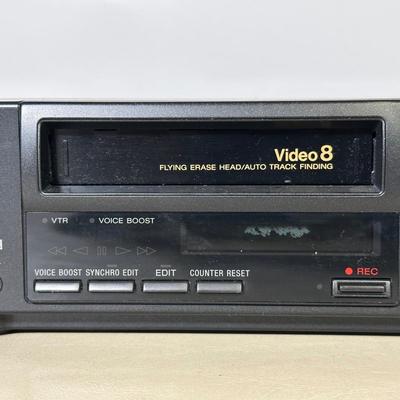 Video 8
FLYING ERASE HEAD/AUTO TRACK FINDING
VTR VOICE BOOST
VOICE BOOST SYNCHRO EDIT EDIT COUNTER RESET
REC